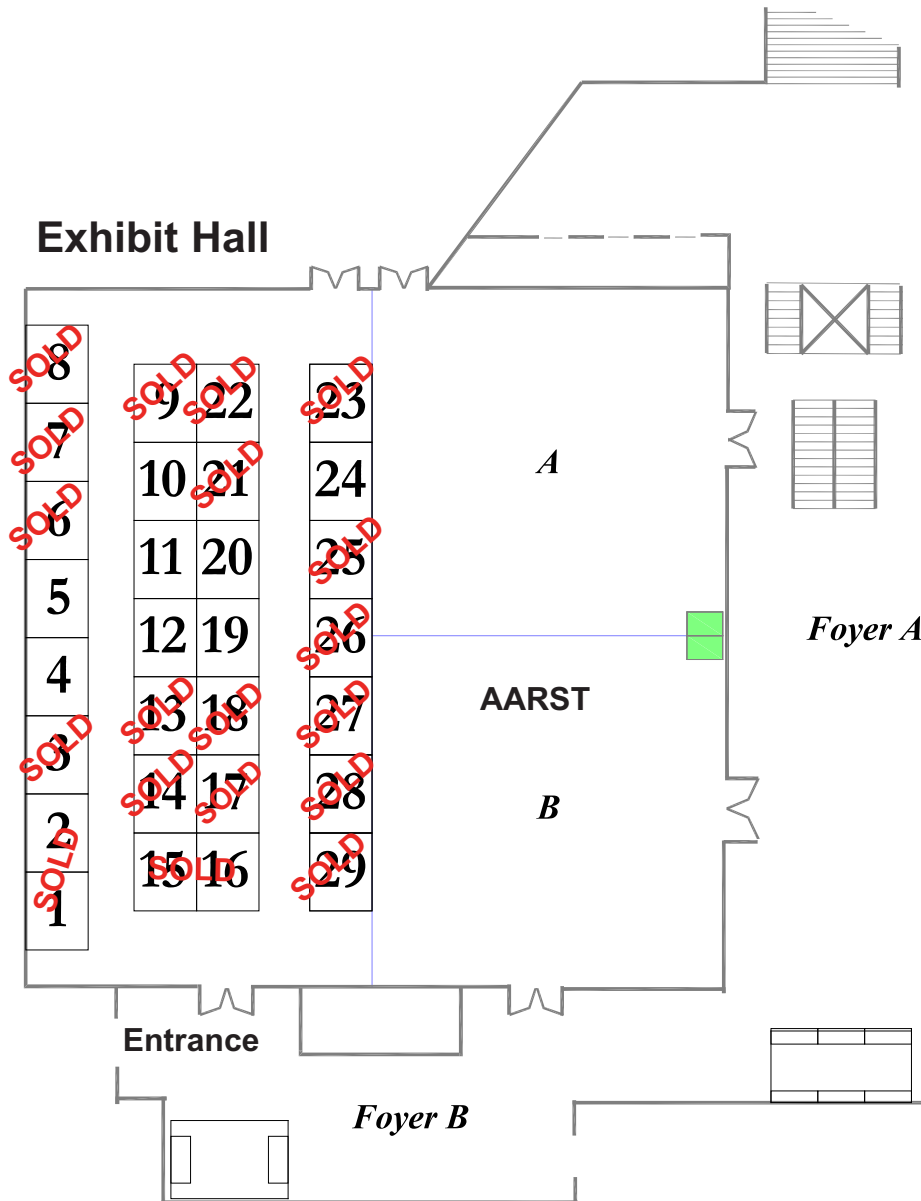 Exhibit Hall
8 SOLD
7 SOLD
6 SOLD
5
4
3 SOLD
2
SOLD
1
9 SOLD 22 SOLD
10 21 SOLD
11 20
12 19
13 SOLD 18 SOLD
14 SOLD 17 SOLD
15 SOLD 16
23 SOLD
24
25 SOLD
26 SOLD
27 SOLD
28 SOLD
29 SOLD
A
Foyer A
AARST
B
Entrance
Foyer B